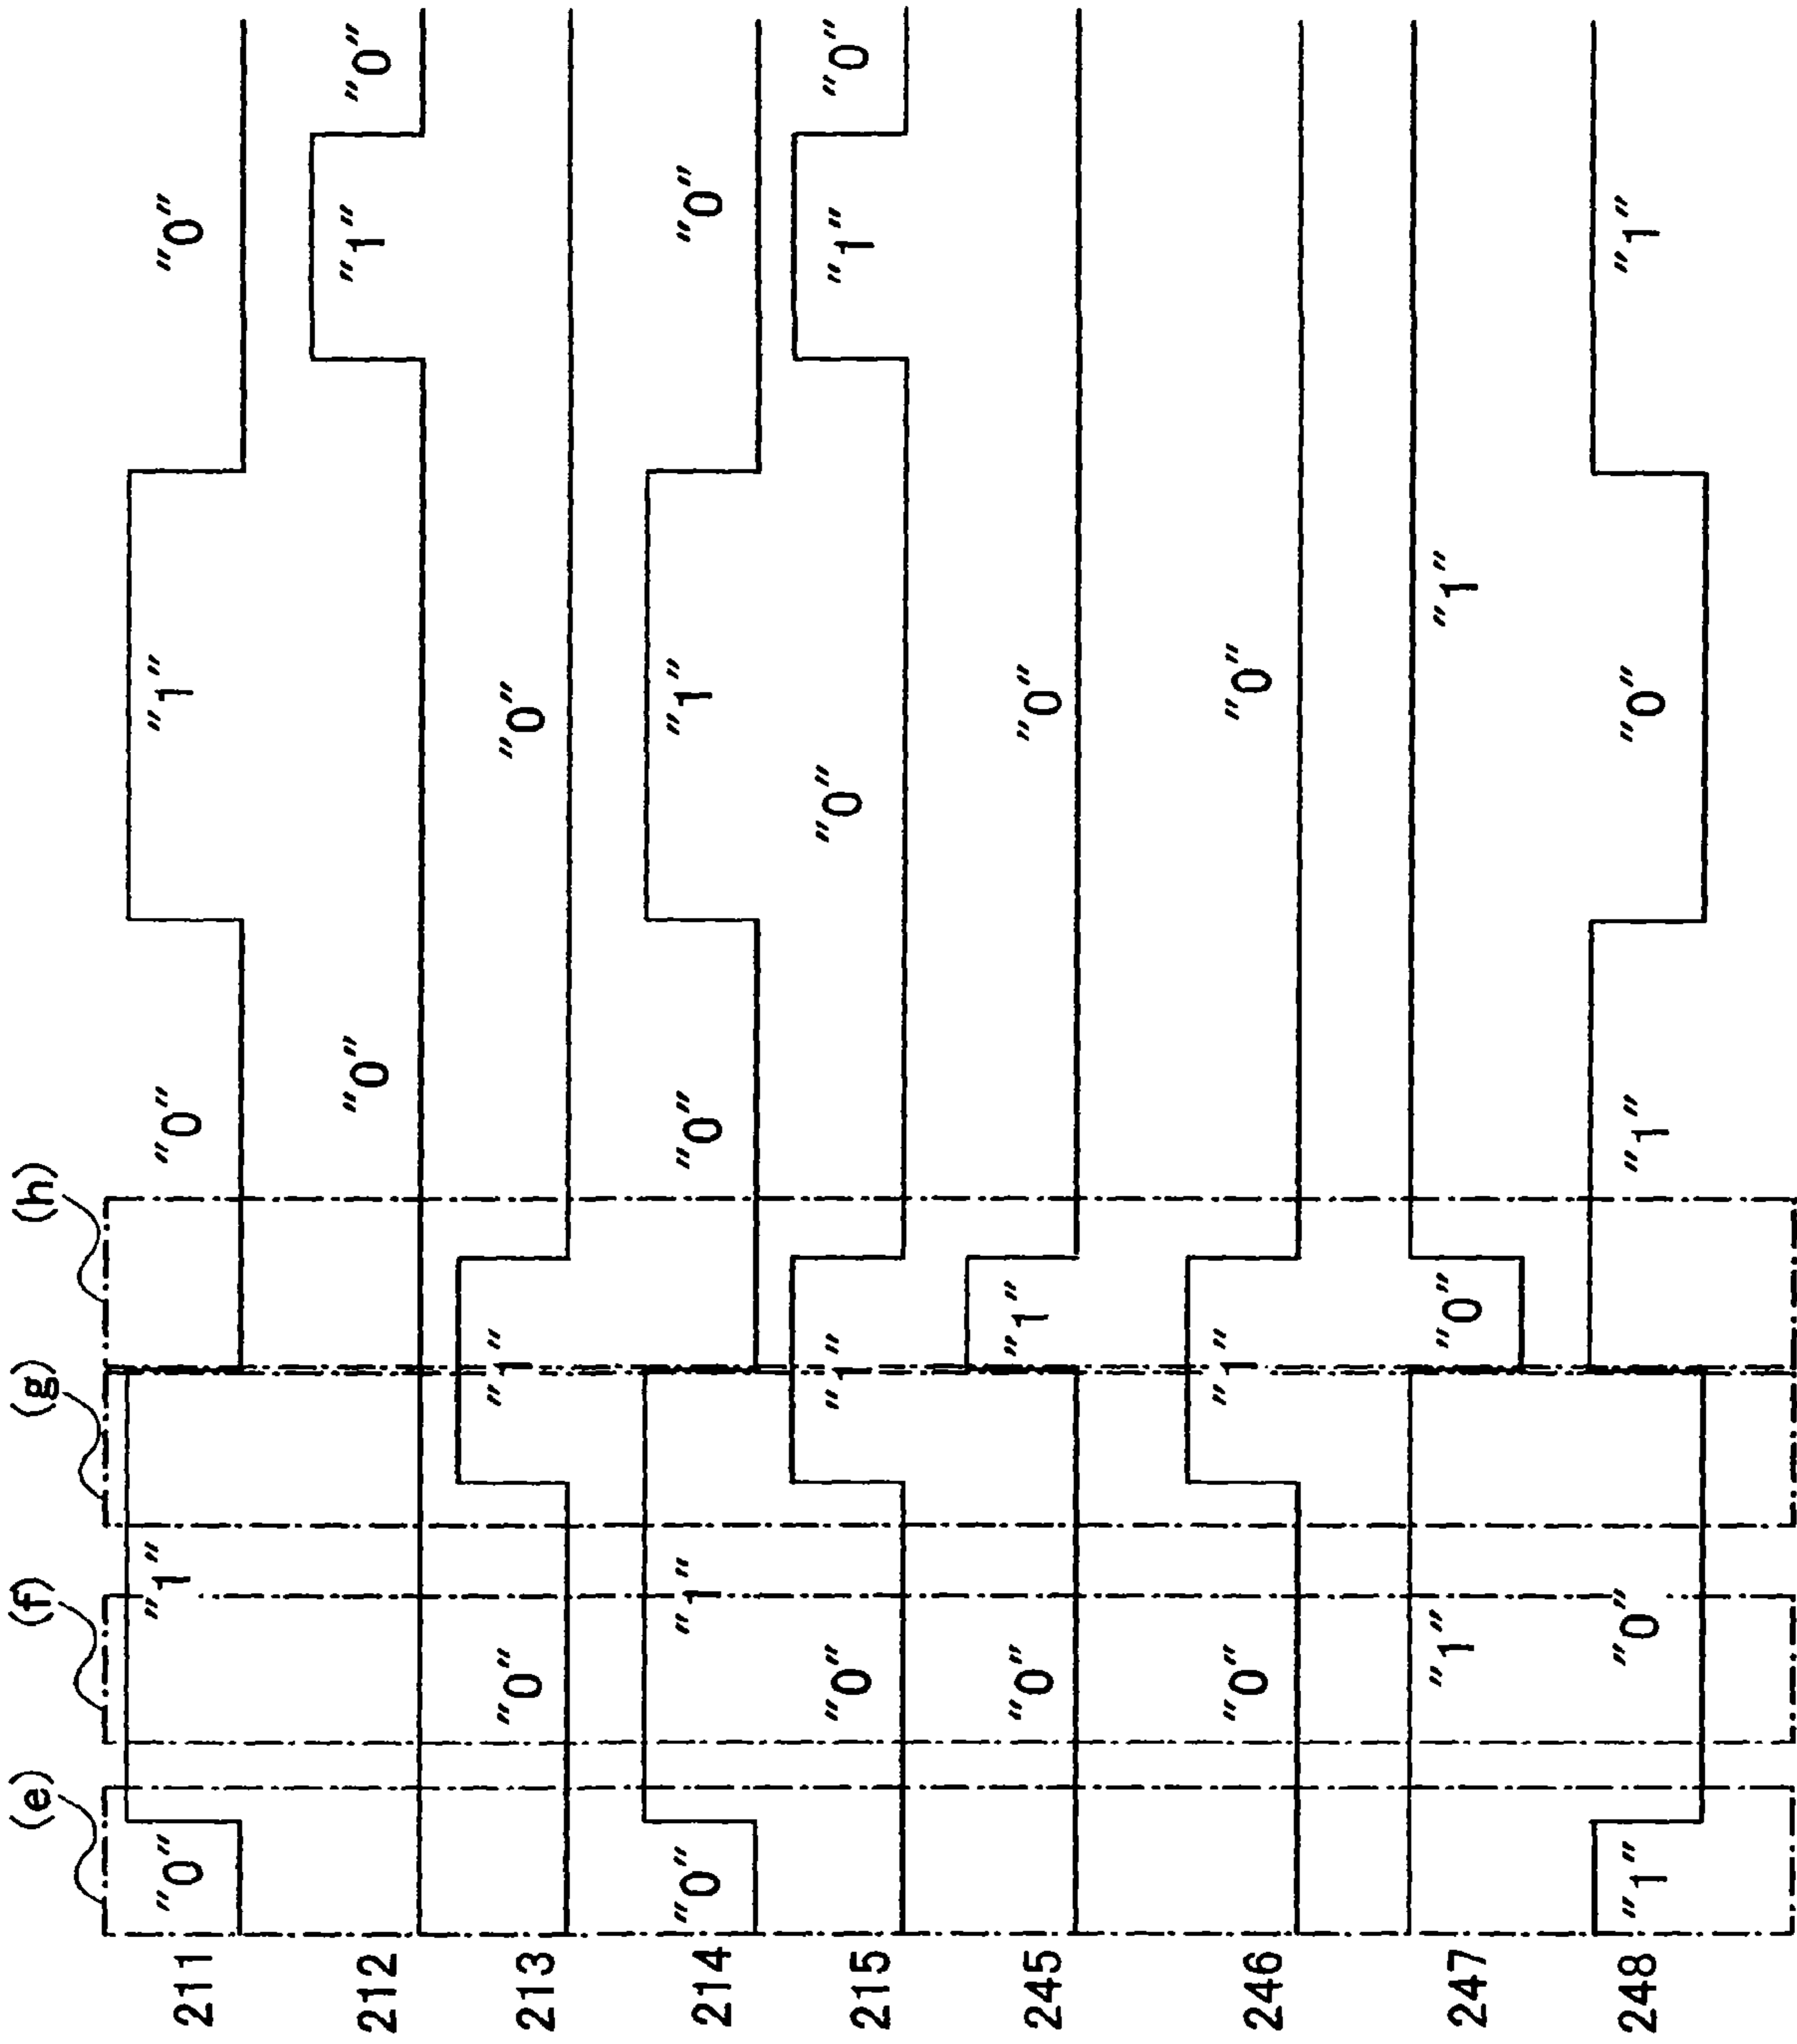 (e) (f) (g) (h)
211 "0" "1" "0" "1" "0"
212 "0" "1" "0"
213 "0" "1" "0"
214 "0" "1" "0" "1" "0"
215 "0" "1" "0" "1" "0"
245 "0" "1" "0"
246 "0" "1" "0"
247 "1" "0" "1"
248 "1" "0" "1" "0" "1"